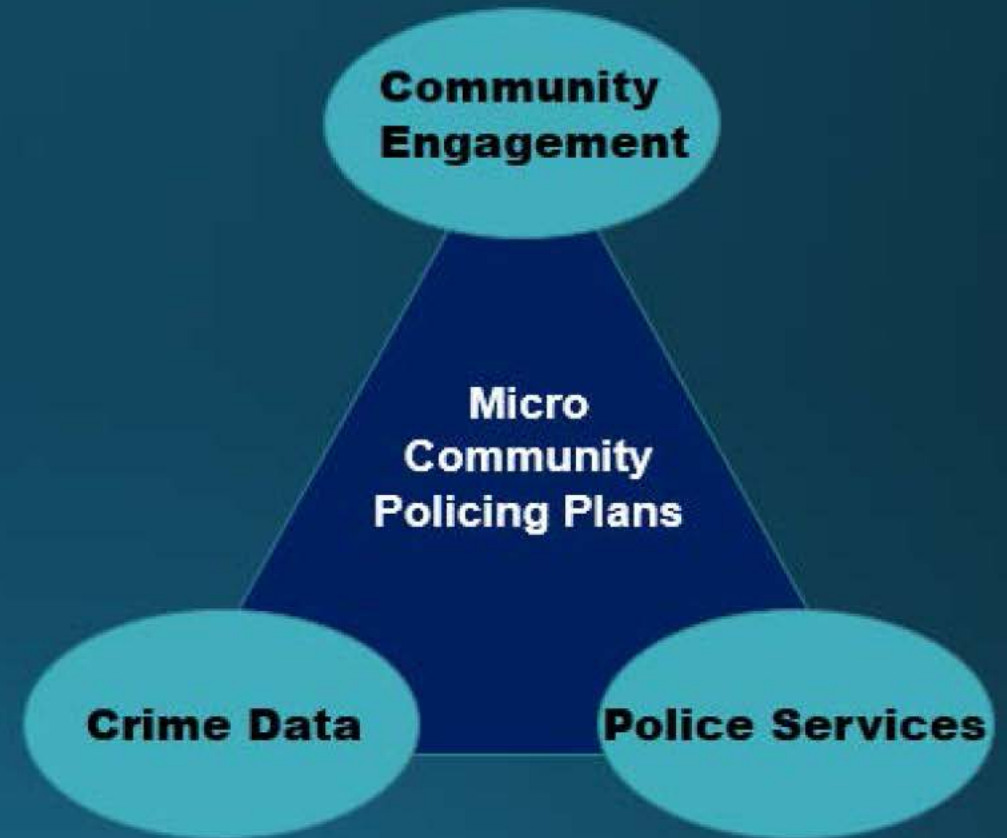 Community
Engagement
Micro
Community
Policing Plans
Crime Data
Police Services